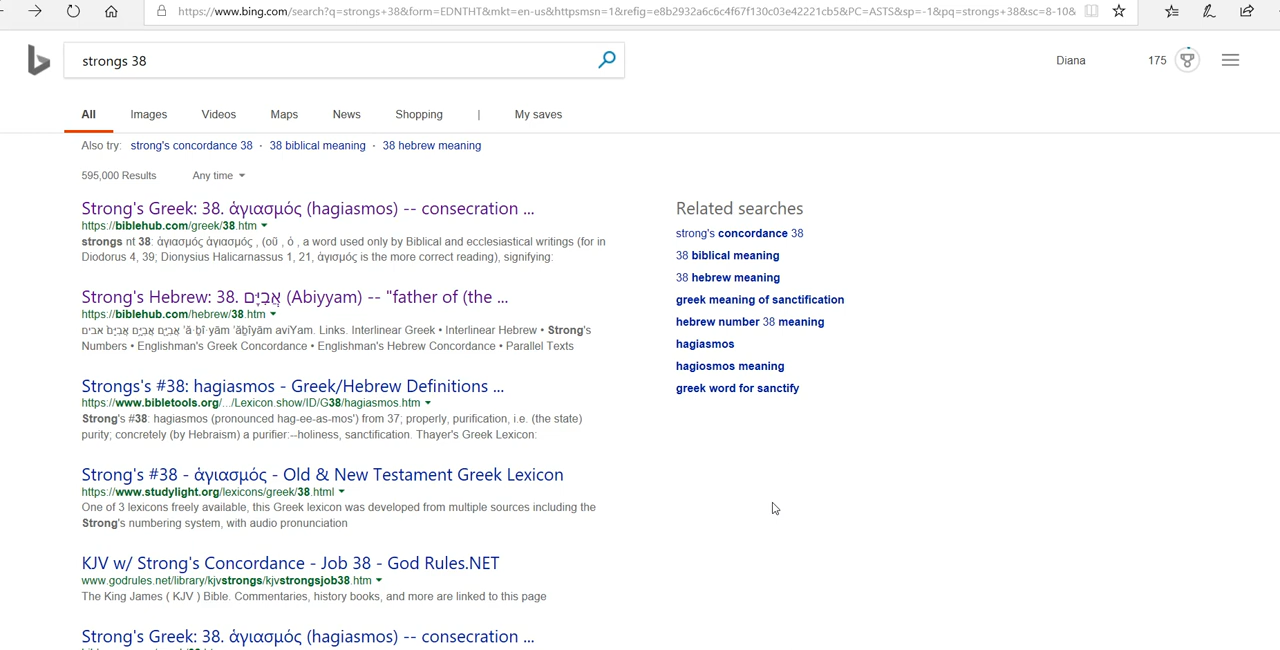 https://www.bing.com/search?q=strongs+38&form=EDNTHT&mkt=en-us&httpsmsn=1&refig=e8b2932a6c6c4f67f130c03e42221cb5&PC=ASTS&sp=-1&pq=strongs+38&sc=8-10&
strongs 38
Diana
175
All
Images
Videos
Maps
News
Shopping
|
My saves
Also try: strong's concordance 38 · 38 biblical meaning · 38 hebrew meaning
595,000 Results Any time
Strong's Greek: 38. ἁγιασμός (hagiasmos) -- consecration ...
https://biblehub.com/greek/38.htm
strongs nt 38: ἁγιασμός ἁγιασμός , (οῦ , ὁ , a word used only by Biblical and ecclesiastical writings (for in
Diodorus 4, 39; Dionysius Halicarnassus 1, 21, ἁγισμός is the more correct reading), signifying:
Strong's Hebrew: 38. אֲבִיָּם (Abiyyam) -- "father of (the ...
https://biblehub.com/hebrew/38.htm
אבים אֲבִיָּ֖ם אֲבִיָּ֖ם אֲבִיָּם֙ 'ă·ḇî·yām 'ăḇîyām aviYam. Links. Interlinear Greek • Interlinear Hebrew • Strong's
Numbers • Englishman's Greek Concordance • Englishman's Hebrew Concordance • Parallel Texts
Strongs's #38: hagiasmos - Greek/Hebrew Definitions ...
https://www.bibletools.org/.../Lexicon.show/ID/G38/hagiasmos.htm
Strong's #38: hagiasmos (pronounced hag-ee-as-mos') from 37; properly, purification, i.e. (the state)
purity; concretely (by Hebraism) a purifier:--holiness, sanctification. Thayer's Greek Lexicon:
Strong's #38 - ἁγιασμός - Old & New Testament Greek Lexicon
https://www.studylight.org/lexicons/greek/38.html
One of 3 lexicons freely available, this Greek lexicon was developed from multiple sources including the
Strong's numbering system, with audio pronunciation
KJV w/ Strong's Concordance - Job 38 - God Rules.NET
www.godrules.net/library/kjvstrongs/kjvstrongsjob38.htm
The King James ( KJV ) Bible. Commentaries, history books, and more are linked to this page
Strong's Greek: 38. ἁγιασμός (hagiasmos) -- consecration ...
Related searches
strong's concordance 38
38 biblical meaning
38 hebrew meaning
greek meaning of sanctification
hebrew number 38 meaning
hagiasmos
hagiosmos meaning
greek word for sanctify